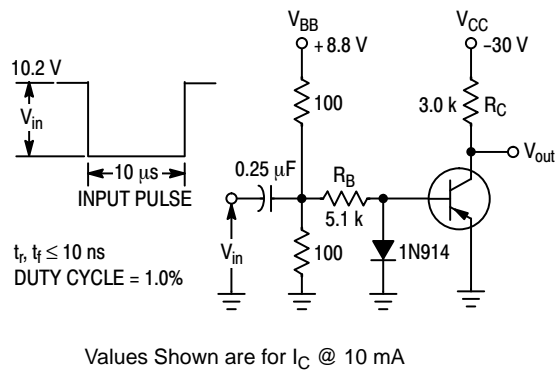 V_BB
+8.8 V
V_CC
–30 V
10.2 V
V_in
10 μs
INPUT PULSE
t_r, t_f ≤ 10 ns
DUTY CYCLE = 1.0%
100
3.0 k
R_C
V_out
0.25 μF
R_B
5.1 k
V_in
100
1N914
Values Shown are for I_C @ 10 mA